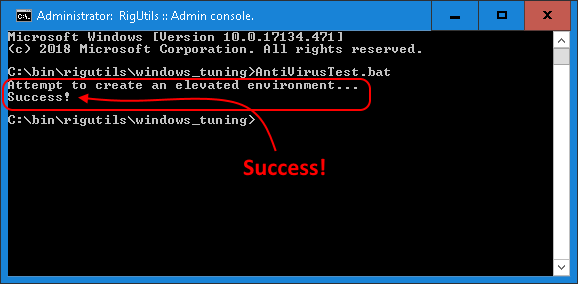 Administrator:  RigUtils :: Admin console.
Microsoft Windows [Version 10.0.17134.471]
(c) 2018 Microsoft Corporation. All rights reserved.
C:\bin\rigutils\windows_tuning>AntiVirusTest.bat
Attempt to create an elevated environment...
Success!
C:\bin\rigutils\windows_tuning>
Success!